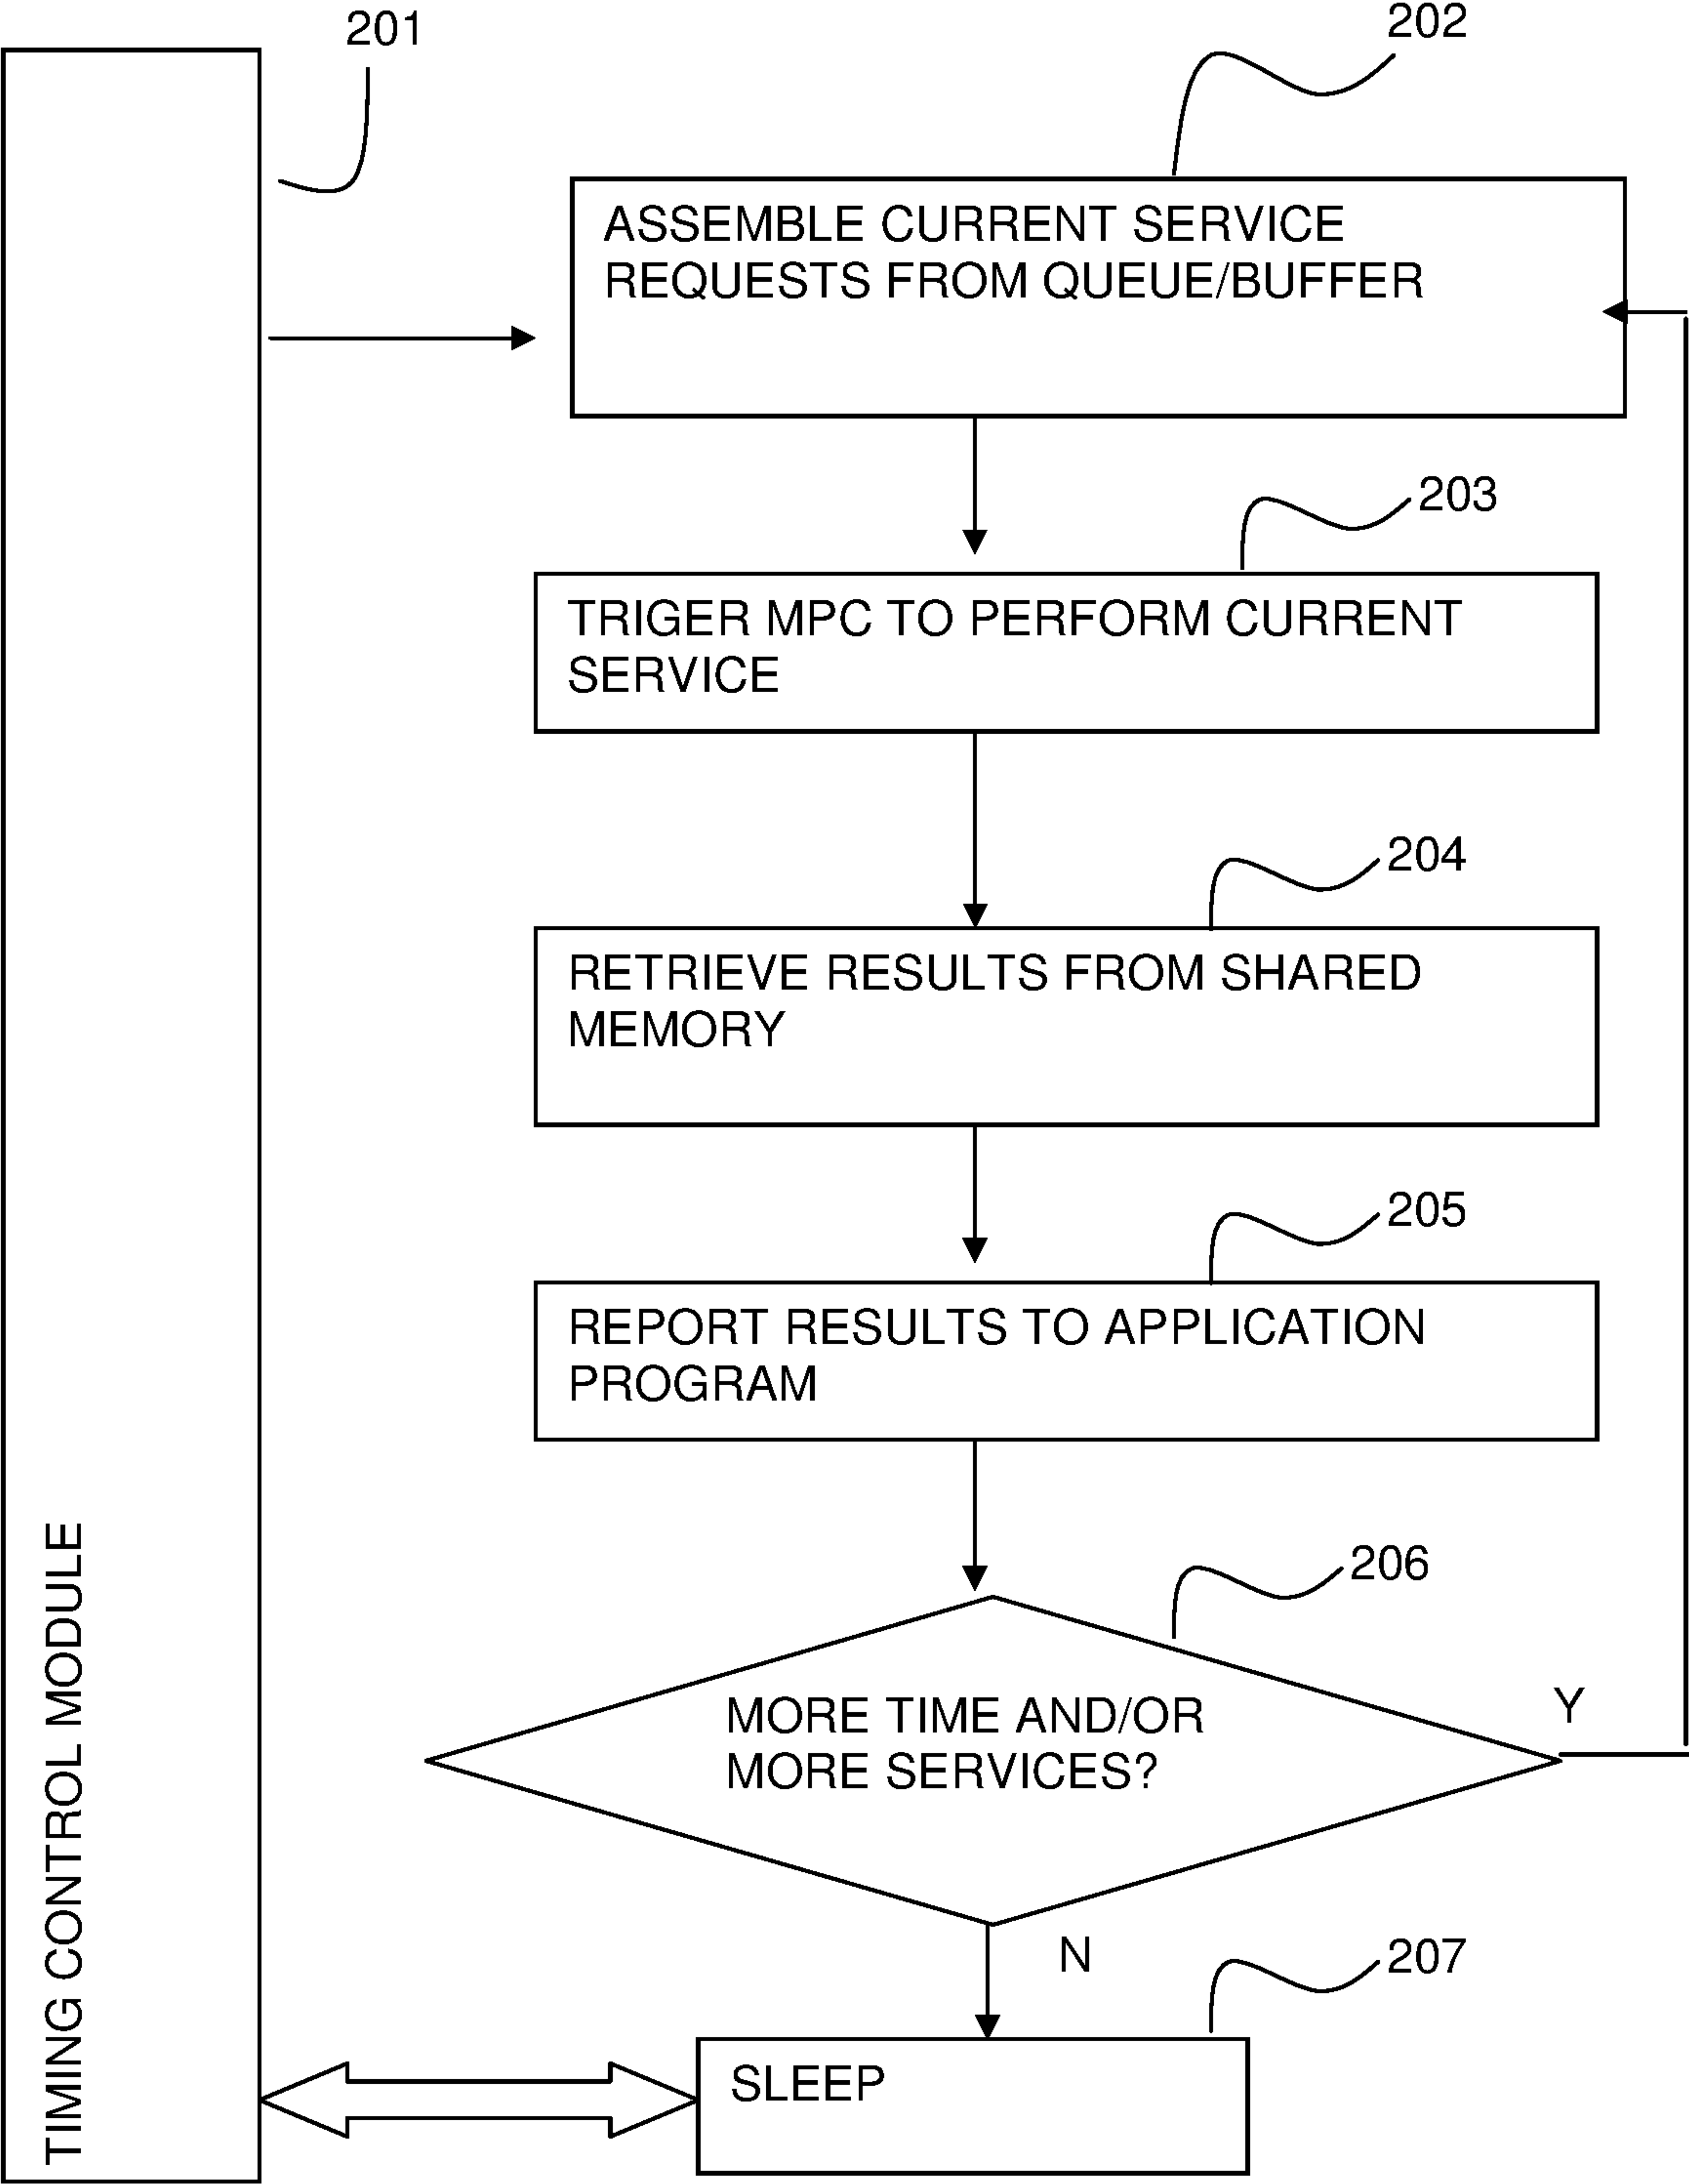 201
202
ASSEMBLE CURRENT SERVICE
REQUESTS FROM QUEUE/BUFFER
203
TRIGER MPC TO PERFORM CURRENT
SERVICE
204
RETRIEVE RESULTS FROM SHARED
MEMORY
205
REPORT RESULTS TO APPLICATION
PROGRAM
206
MORE TIME AND/OR
MORE SERVICES?
Y
N
207
SLEEP
TIMING CONTROL MODULE